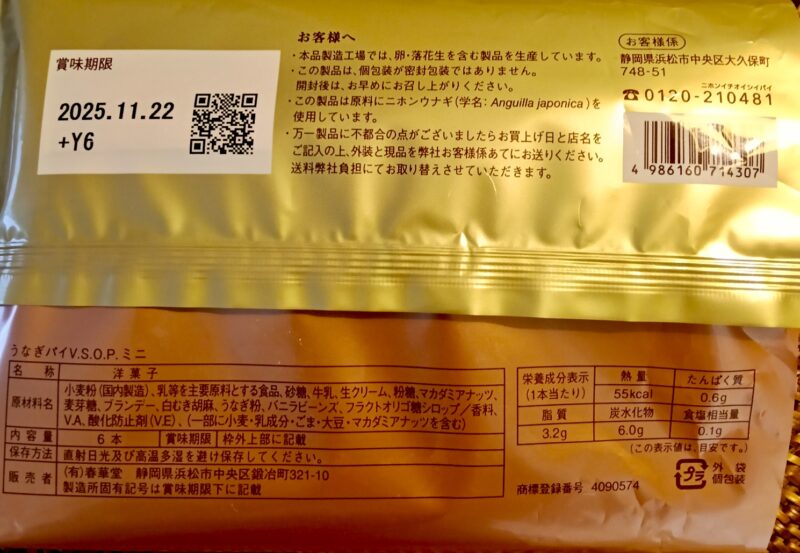 賞味期限
2025.11.22
+Y6
お客様へ
・本品製造工場では、卵・落花生を含む製品を生産しています。
・この製品は、個包装が密封包装ではありません。
開封後は、お早めにお召し上がりください。
・この製品は原料にニホンウナギ(学名：Anguilla japonica)を
使用しています。
・万一製品に不都合の点がございましたらお買上げ日と店名を
ご記入の上、外装と現品を弊社お客様係あてにお送りください。
送料弊社負担にてお取り替えさせていただきます。
お客様係
静岡県浜松市中央区大久保町
748-51
ニホンイチオイシイパイ
☎0120-210481
4 986160 714307
うなぎパイV.S.O.P.ミニ
名称 洋菓子
原材料名 小麦粉(国内製造)、乳等を主要原料とする食品、砂糖、牛乳、生クリーム、粉糖、マカダミアナッツ、
麦芽糖、ブランデー、白むき胡麻、うなぎ粉、バニラビーンズ、フラクトオリゴ糖シロップ／香料、
V.A、酸化防止剤(V.E)、(一部に小麦・乳成分・ごま・大豆・マカダミアナッツを含む)
内容量 6本 賞味期限 枠外上部に記載
保存方法 直射日光及び高温多湿を避け保存してください。
販売者 (有)春華堂 静岡県浜松市中央区鍛冶町321-10
製造所固有記号は賞味期限下に記載
栄養成分表示 熱量 たんぱく質
(1本当たり) 55kcal 0.6g
脂質 炭水化物 食塩相当量
3.2g 6.0g 0.1g
(この表示値は、目安です。)
プラ 外袋
個包装
商標登録番号 4090574